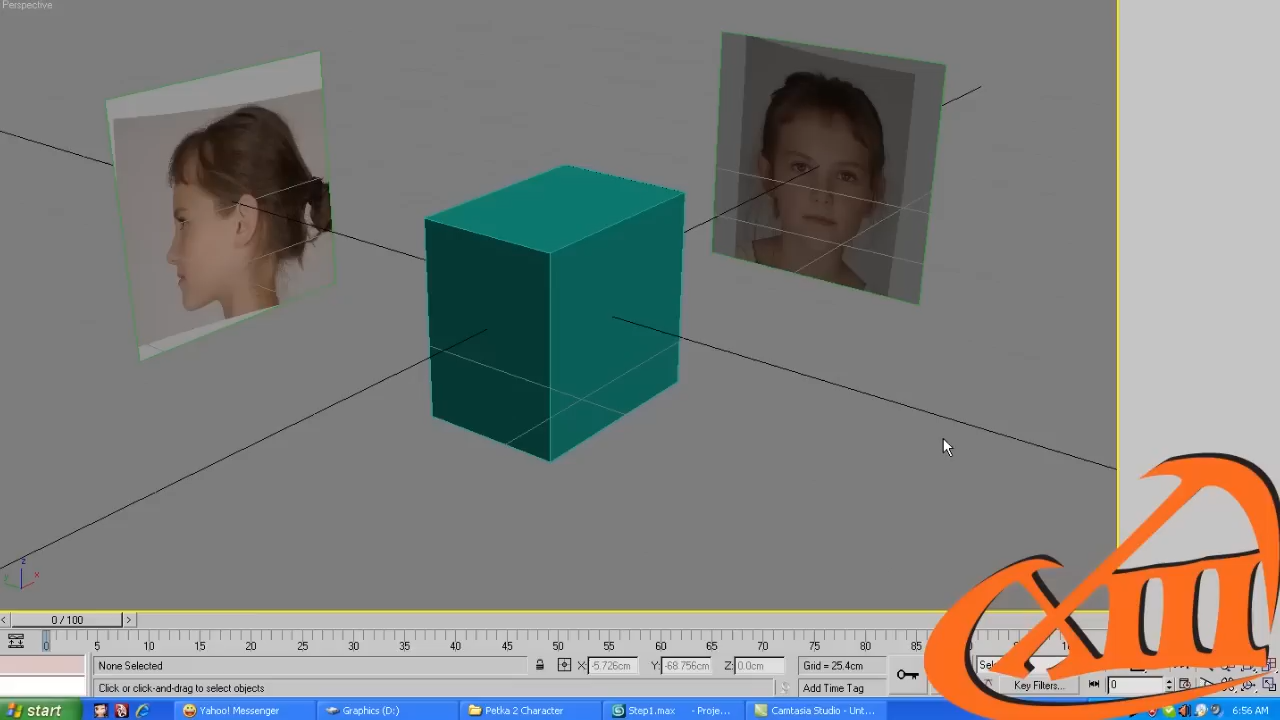 Perspective
z
x
y
0 / 100
0 5 10 15 20 25 30 35 40 45 50 55 60 65 70 75 80 85
None Selected X: -5.726cm Y: -68.756cm Z: 0.0cm Grid = 25.4cm
Click or click-and-drag to select objects Add Time Tag Key Filters... 0
XIII
start Yahoo! Messenger Graphics (D:) Petka 2 Character Step1.max - Proje... Camtasia Studio - Unt... 6:56 AM